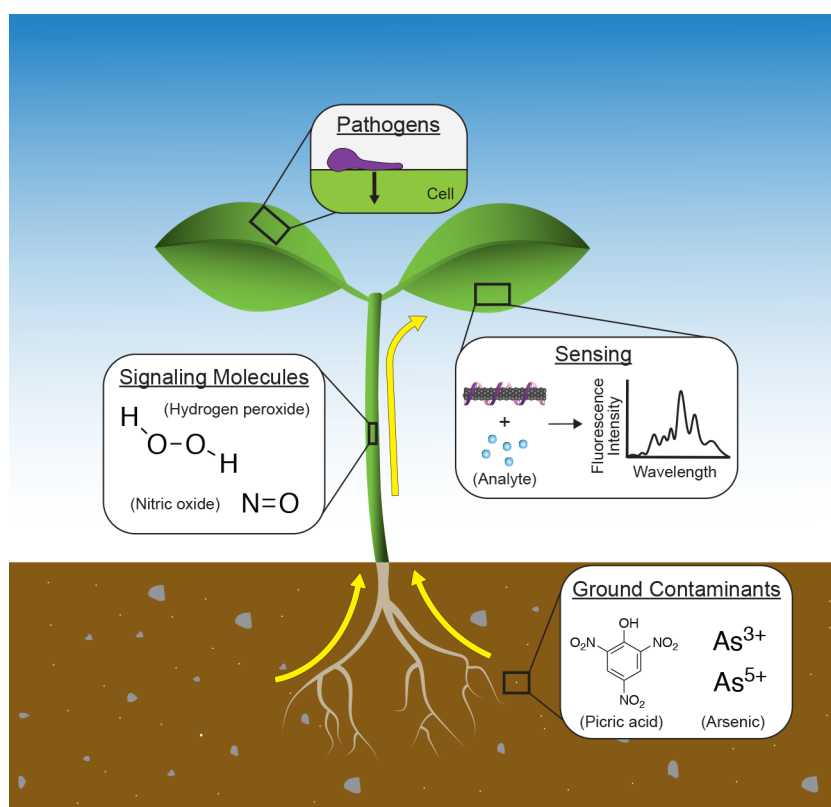 Pathogens
Cell
Signaling Molecules
(Hydrogen peroxide)
H
O-O
H
(Nitric oxide) N=O
Sensing
+
(Analyte)
Fluorescence
Intensity
Wavelength
Ground Contaminants
OH
O₂N NO₂
NO₂
(Picric acid)
As³⁺
As⁵⁺
(Arsenic)